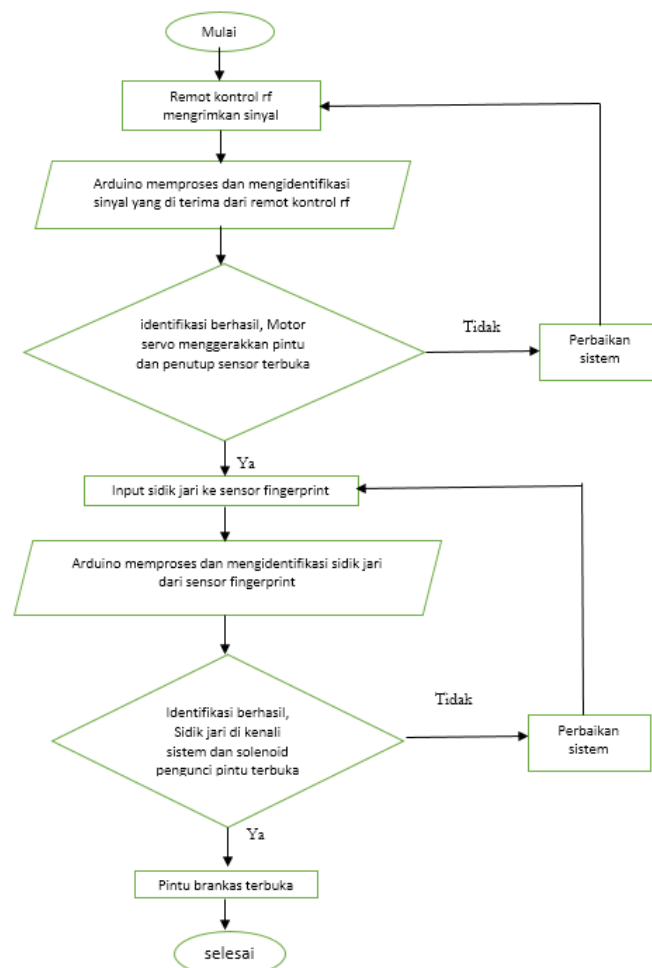 Mulai
Remot kontrol rf
mengrimkan sinyal
Arduino memproses dan mengidentifikasi
sinyal yang di terima dari remot kontrol rf
identifikasi berhasil, Motor
servo menggerakkan pintu
dan penutup sensor terbuka
Tidak
Perbaikan
sistem
Ya
Input sidik jari ke sensor fingerprint
Arduino memproses dan mengidentifikasi sidik jari
dari sensor fingerprint
Identifikasi berhasil,
Sidik jari di kenali
sistem dan solenoid
pengunci pintu terbuka
Tidak
Perbaikan
sistem
Ya
Pintu brankas terbuka
selesai